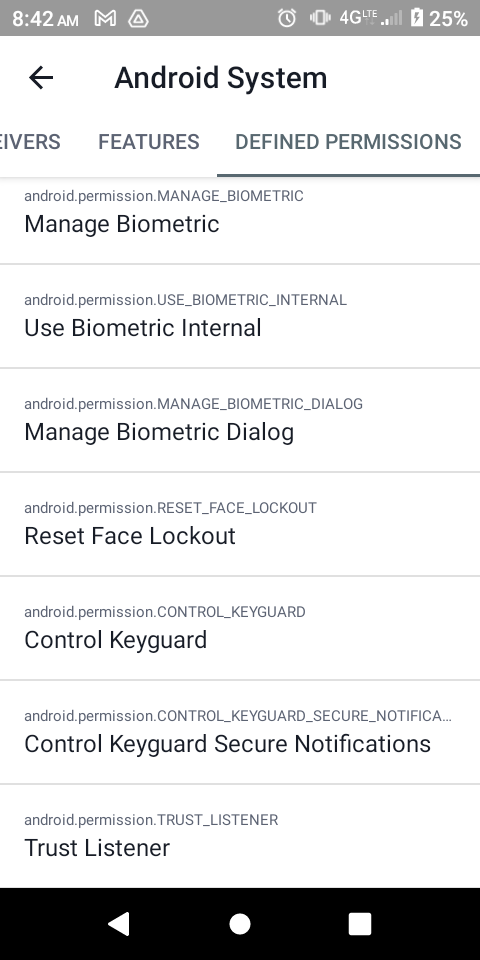 8:42 AM 4G LTE 25%
Android System
EIVERS FEATURES DEFINED PERMISSIONS
android.permission.MANAGE_BIOMETRIC
Manage Biometric
android.permission.USE_BIOMETRIC_INTERNAL
Use Biometric Internal
android.permission.MANAGE_BIOMETRIC_DIALOG
Manage Biometric Dialog
android.permission.RESET_FACE_LOCKOUT
Reset Face Lockout
android.permission.CONTROL_KEYGUARD
Control Keyguard
android.permission.CONTROL_KEYGUARD_SECURE_NOTIFICA...
Control Keyguard Secure Notifications
android.permission.TRUST_LISTENER
Trust Listener